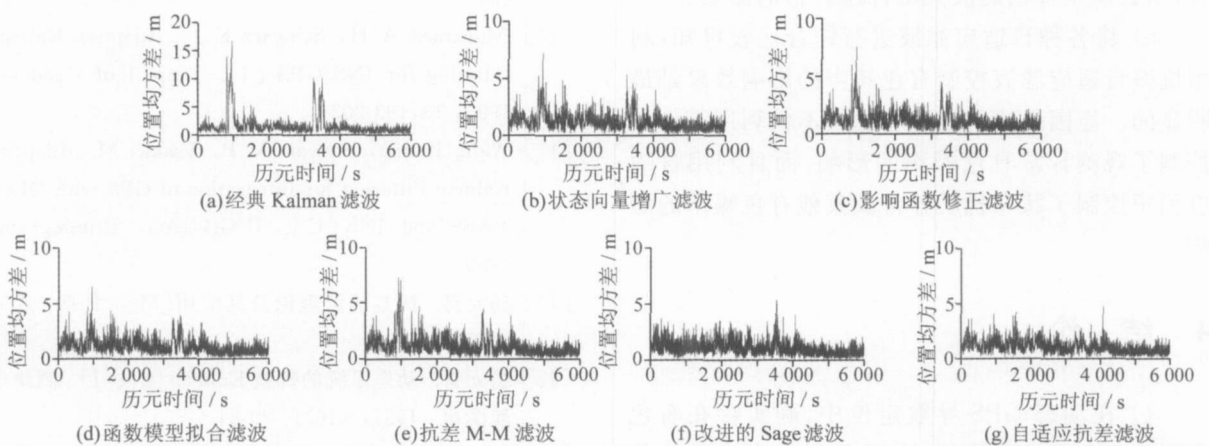 位置均方差 / m
20
15
10
5
0
0 2 000 4 000 6 000
历元时间 / s
(a)经典 Kalman 滤波
位置均方差 / m
10
5
0
0 2 000 4 000 6 000
历元时间 / s
(b)状态向量增广滤波
位置均方差 / m
10
5
0
0 2 000 4 000 6 000
历元时间 / s
(c)影响函数修正滤波
位置均方差 / m
10
5
0
0 2 000 4 000 6 000
历元时间 / s
(d)函数模型拟合滤波
位置均方差 / m
10
5
0
0 2 000 4 000 6 000
历元时间 / s
(e)抗差 M-M 滤波
位置均方差 / m
10
5
0
0 2 000 4 000 6 000
历元时间 / s
(f)改进的 Sage 滤波
位置均方差 / m
10
5
0
0 2 000 4 000 6 000
历元时间 / s
(g)自适应抗差滤波